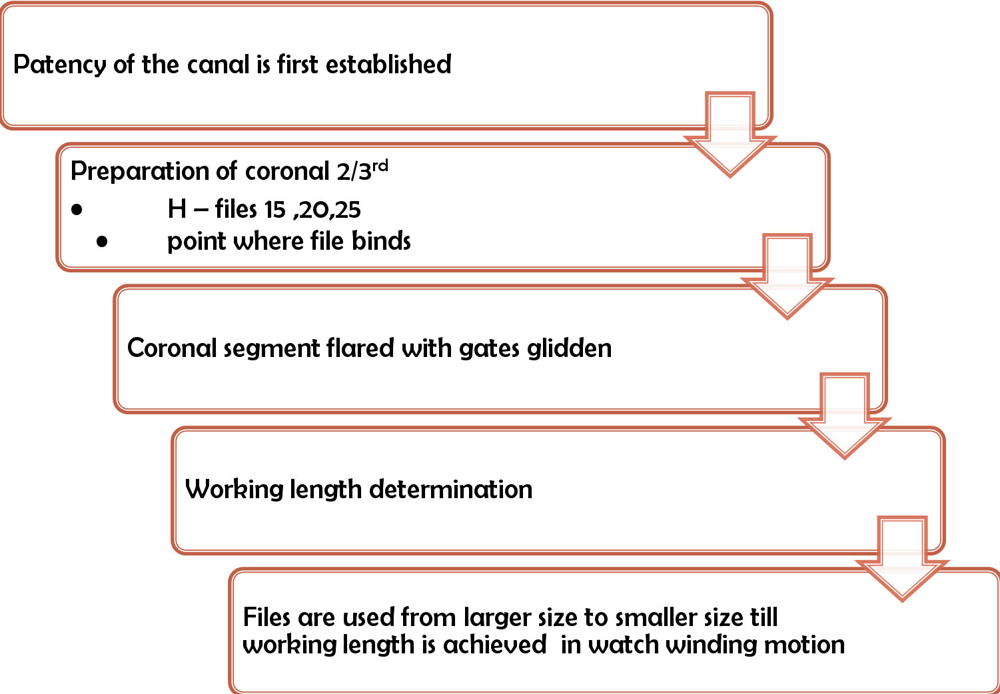 Patency of the canal is first established
Preparation of coronal 2/3rd
• H – files 15 ,20,25
• point where file binds
Coronal segment flared with gates glidden
Working length determination
Files are used from larger size to smaller size till
working length is achieved  in watch winding motion